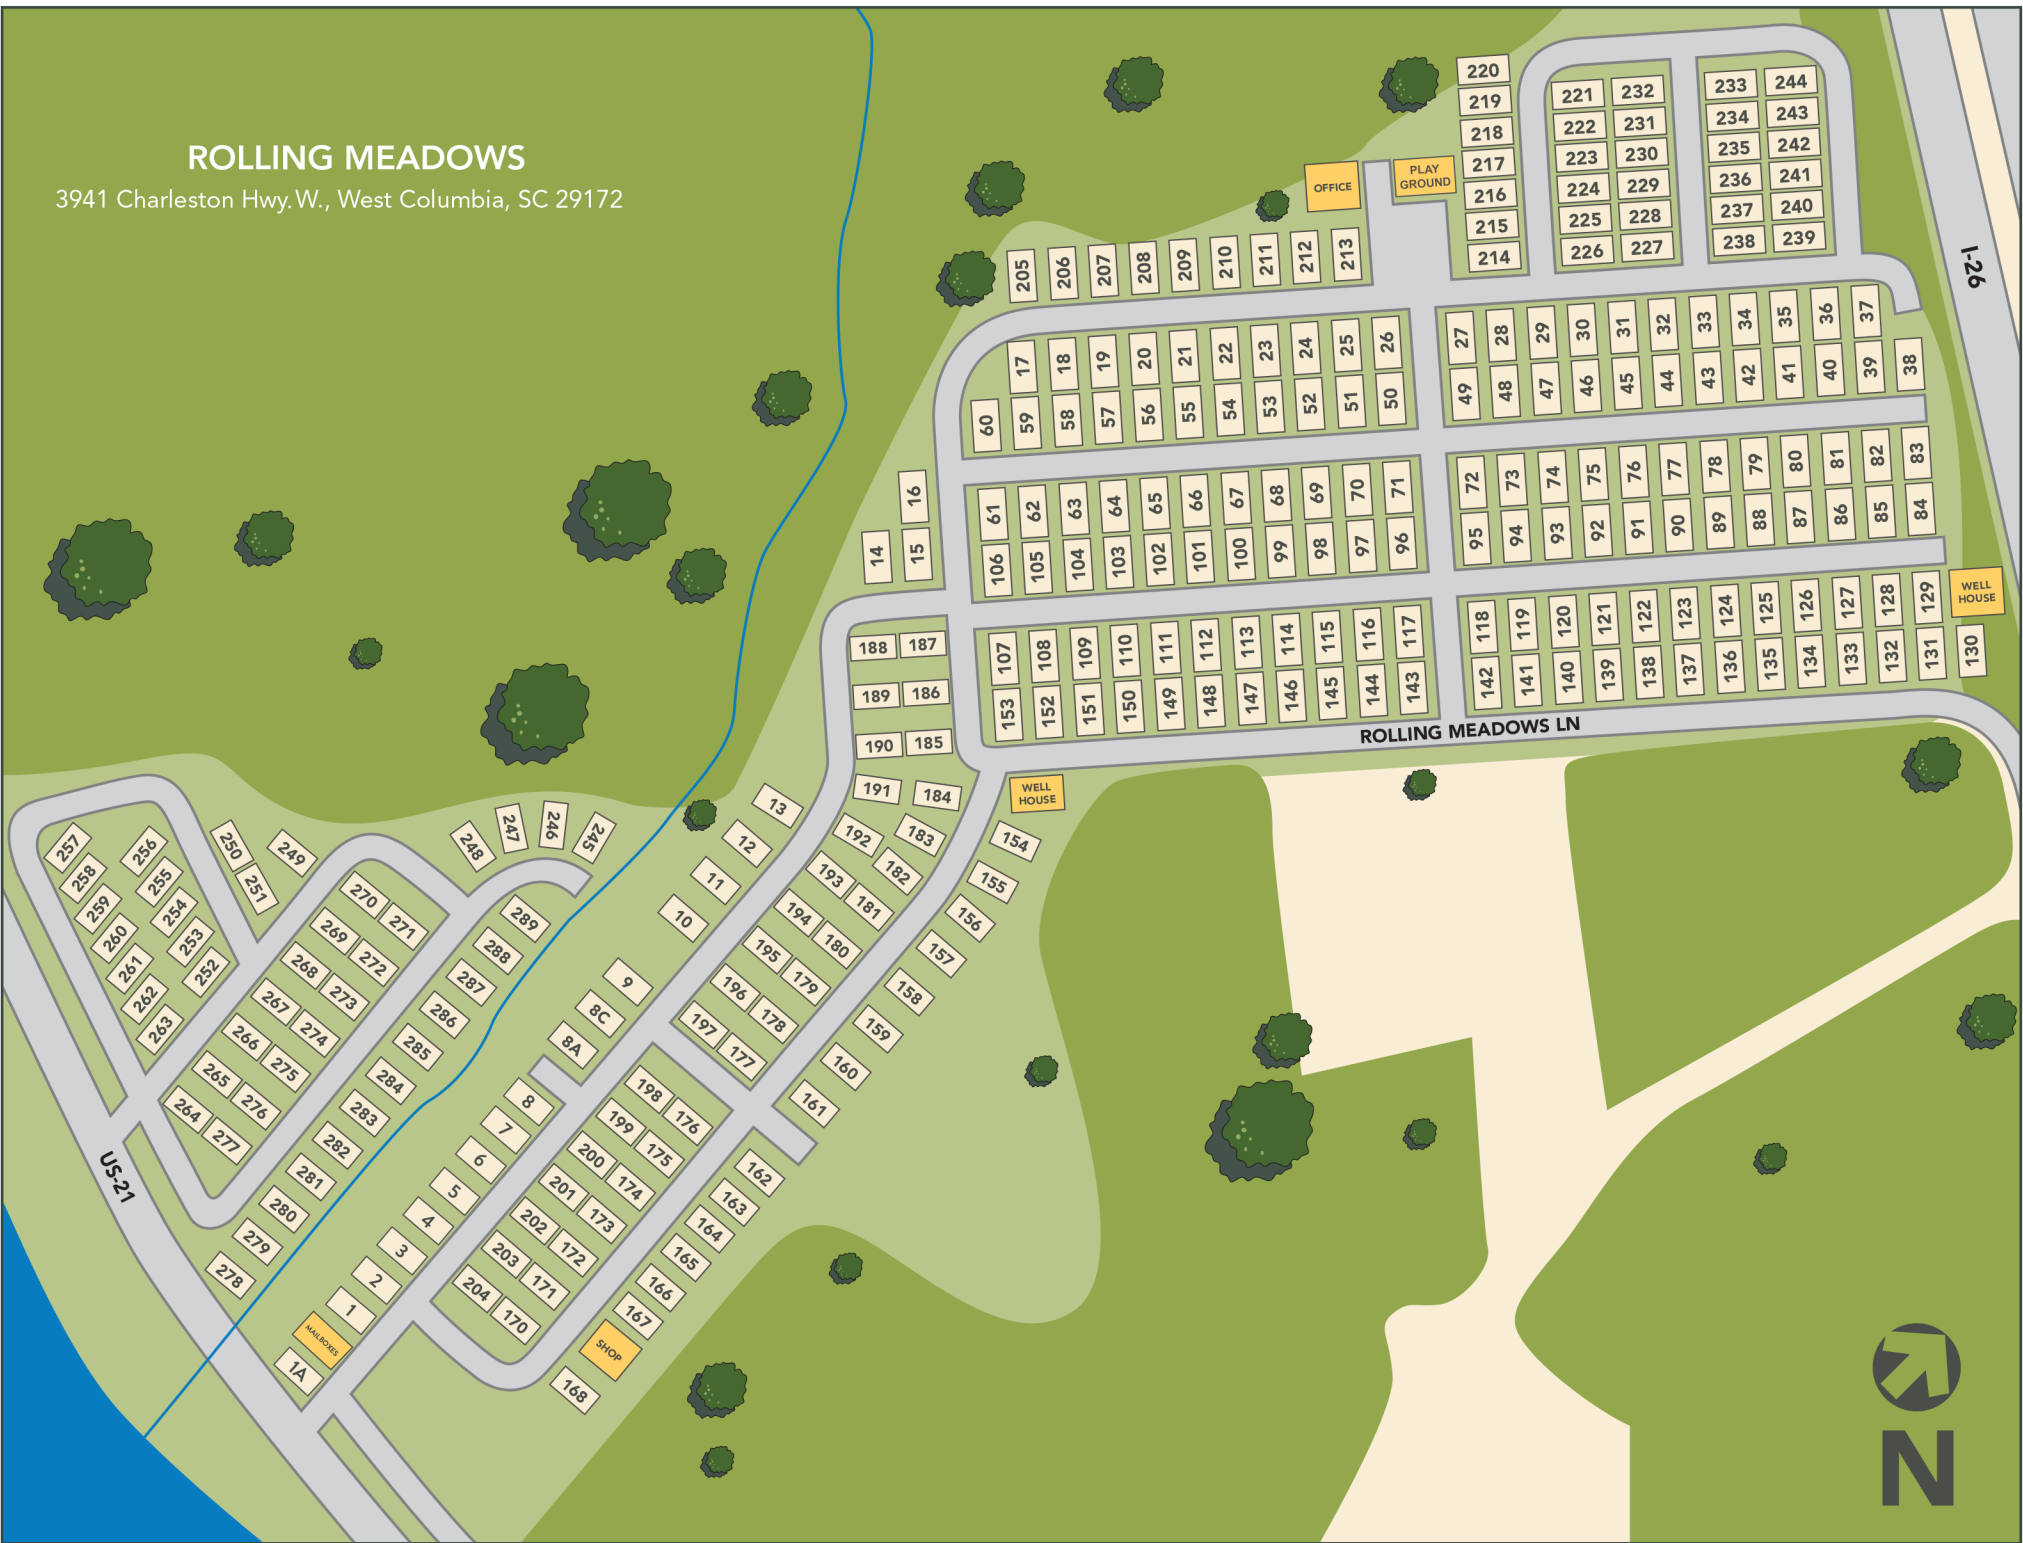 ROLLING MEADOWS
3941 Charleston Hwy. W., West Columbia, SC 29172
220
219
218
217
216
215
214
221 232
222 231
223 230
224 229
225 228
226 227
233 244
234 243
235 242
236 241
237 240
238 239
OFFICE
PLAY
GROUND
I-26
205 206 207 208 209 210 211 212 213
17 18 19 20 21 22 23 24 25 26
27 28 29 30 31 32 33 34 35 36 37
60 59 58 57 56 55 54 53 52 51 50
49 48 47 46 45 44 43 42 41 40 39 38
61 62 63 64 65 66 67 68 69 70 71
72 73 74 75 76 77 78 79 80 81 82 83
16
14 15
106 105 104 103 102 101 100 99 98 97 96
95 94 93 92 91 90 89 88 87 86 85 84
107 108 109 110 111 112 113 114 115 116 117
118 119 120 121 122 123 124 125 126 127 128 129
WELL
HOUSE
153 152 151 150 149 148 147 146 145 144 143
142 141 140 139 138 137 136 135 134 133 132 131 130
ROLLING MEADOWS LN
188 187
189 186
190 185
191 184
192 183
193 182
194 181
195 180
196 179
197 178
177
WELL
HOUSE
154
155
156
157
158
159
160
161
13
12
11
10
9
8C
8A
8
7
6
5
4
3
2
1
MAILBOXES
1A
198 176
199 175
200 174
201 173
202 172
203 171
204 170
162
163
164
165
166
167
SHOP
168
248 247 246 245
250 249
251
257 256
258 255
259 254
260 253
261 252
262
263
270 271
269 272
268 273
267 274
266 275
265 276
264 277
289
288
287
286
285
284
283
282
281
280
279
278
US-21
N